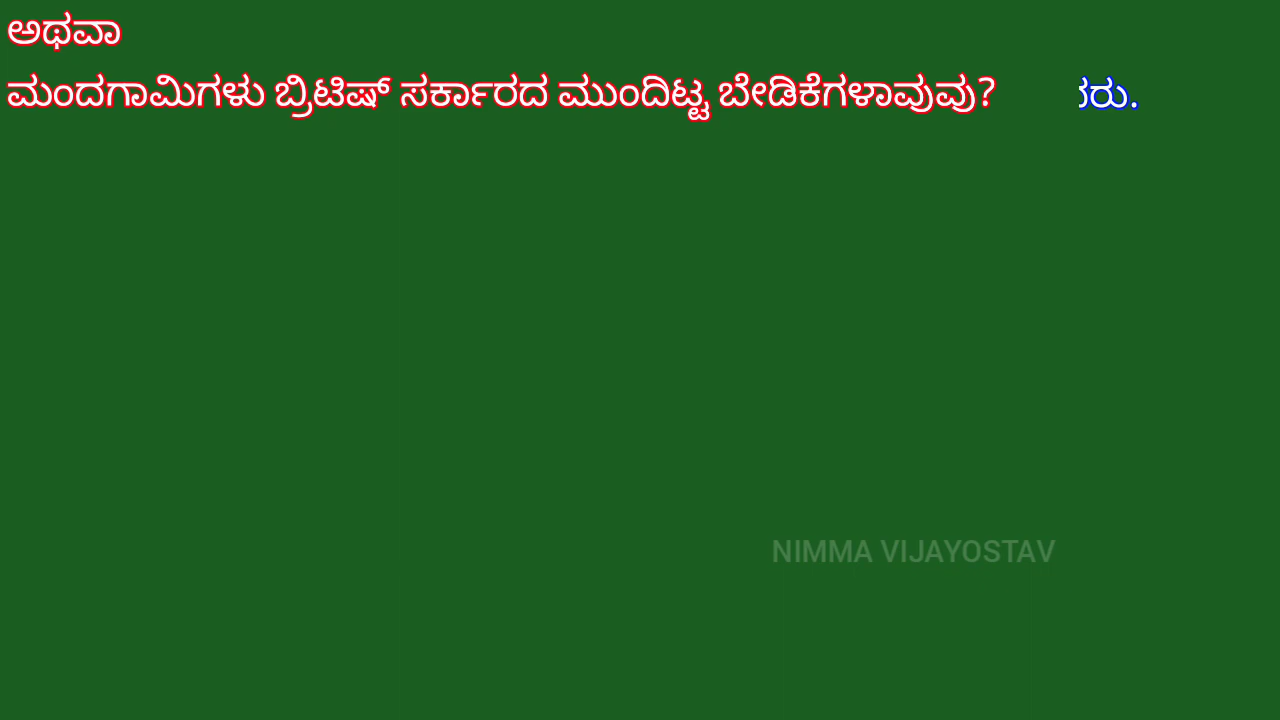 ಅಥವಾ
ಮಂದಗಾಮಿಗಳು ಬ್ರಿಟಿಷ್ ಸರ್ಕಾರದ ಮುಂದಿಟ್ಟ ಬೇಡಿಕೆಗಳಾವುವು?
NIMMA VIJAYOSTAV